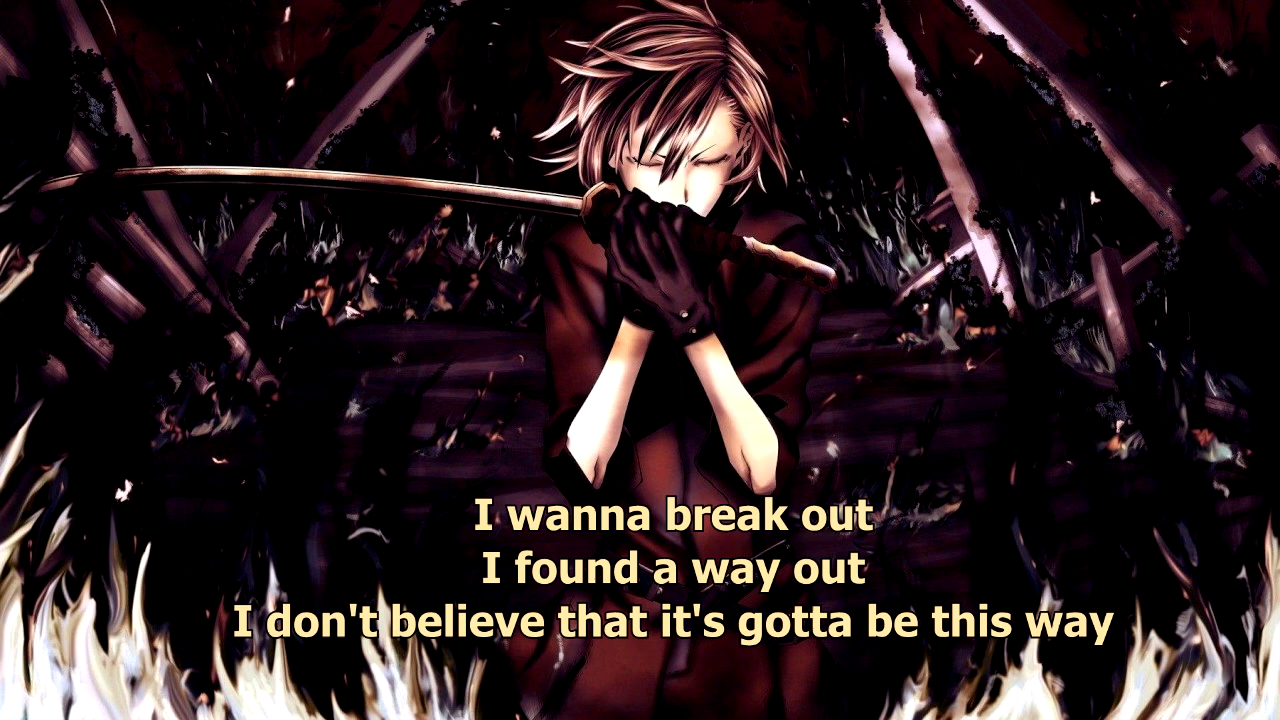 I wanna break out
I found a way out
I don't believe that it's gotta be this way